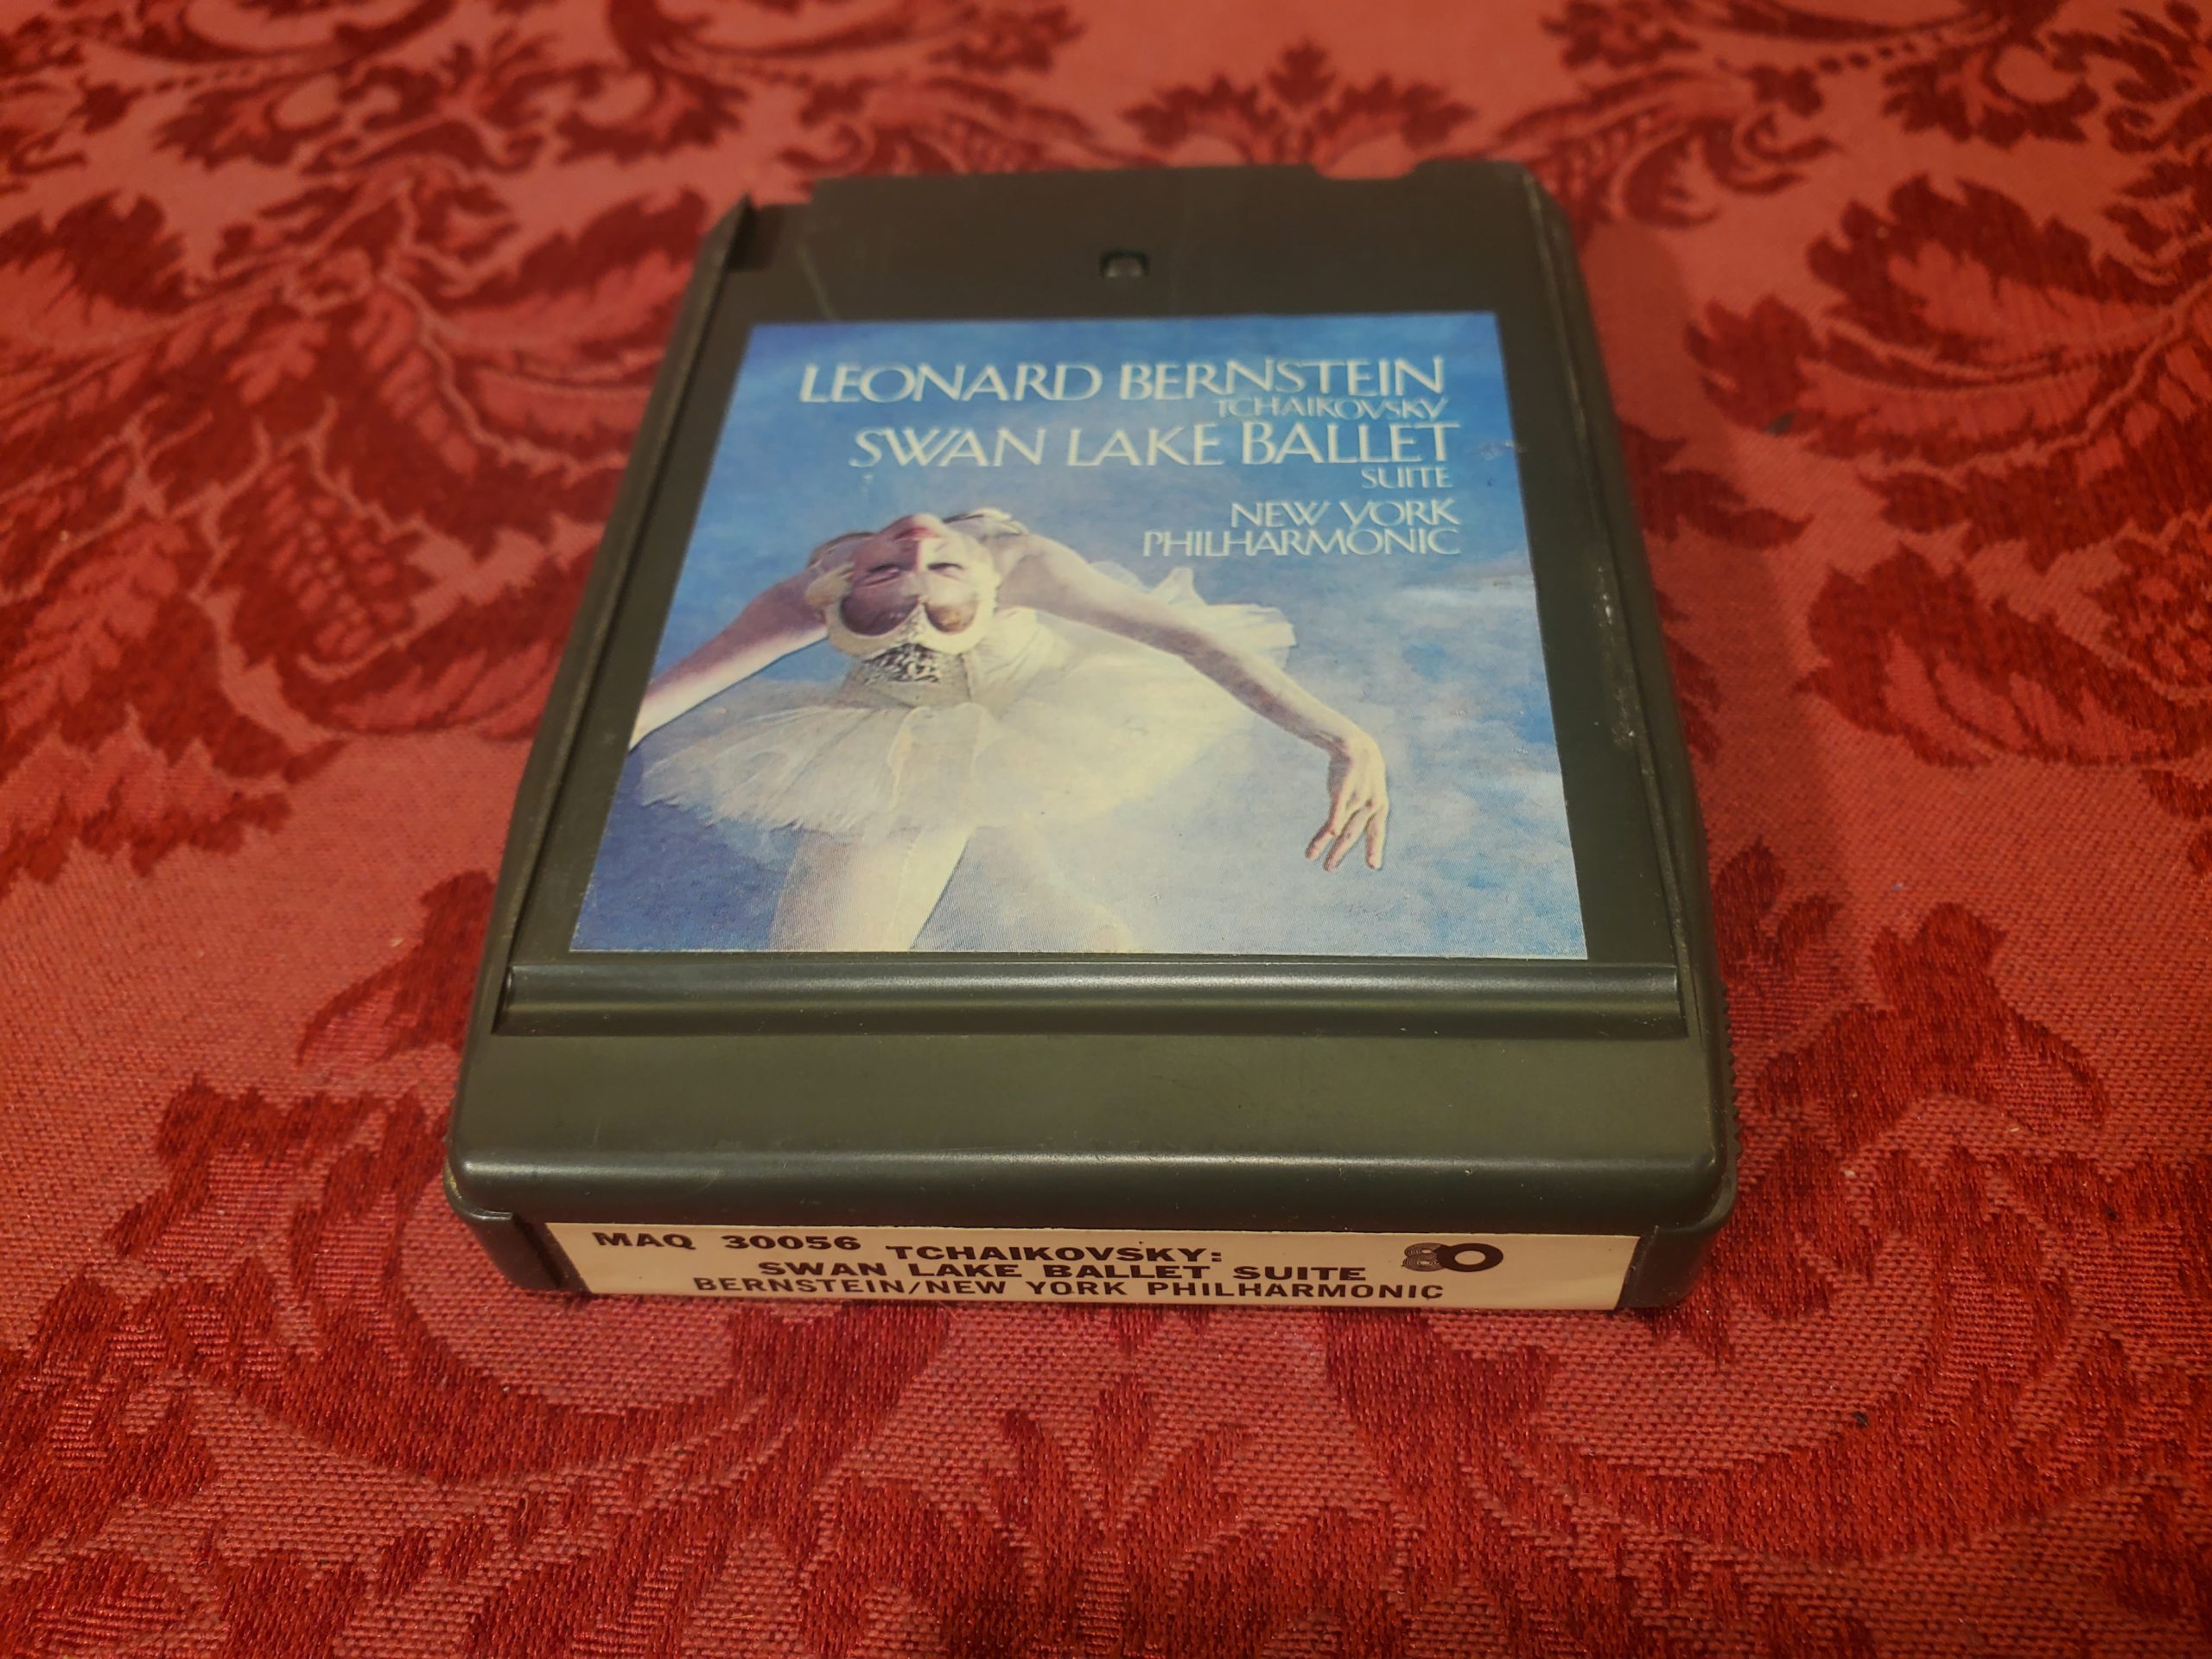 LEONARD BERNSTEIN
TCHAIKOVSKY
SWAN LAKE BALLET
SUITE
NEW YORK
PHILHARMONIC
MAQ 30056 TCHAIKOVSKY:
SWAN LAKE BALLET SUITE
BERNSTEIN/NEW YORK PHILHARMONIC